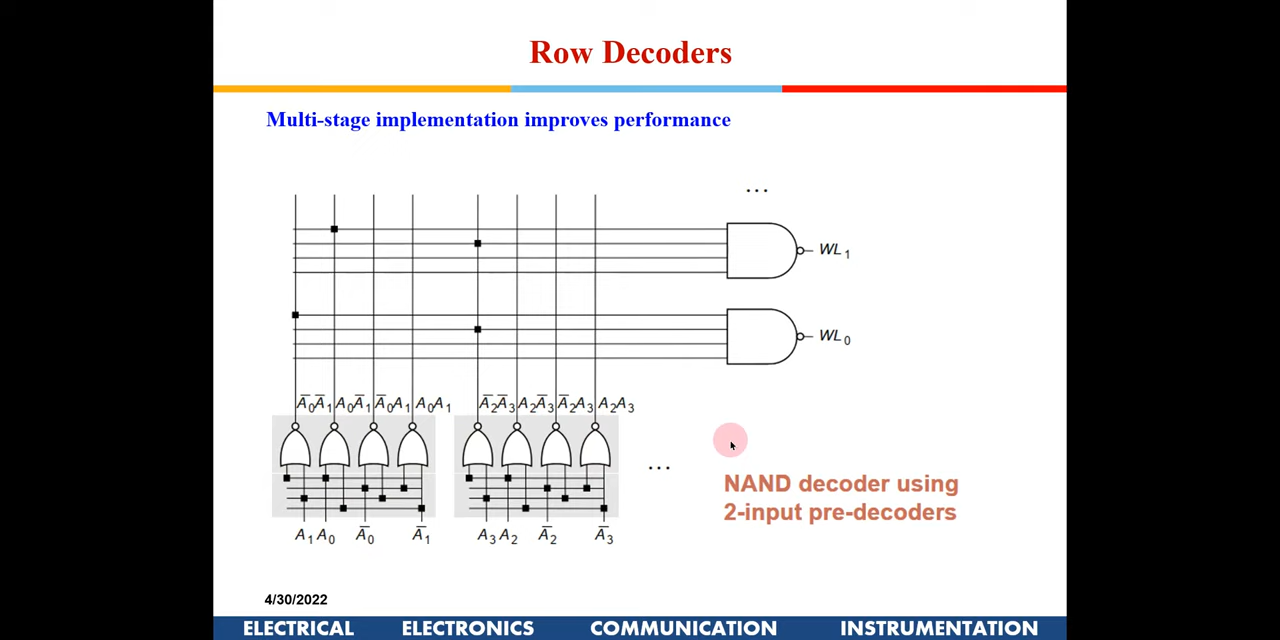 Row Decoders
Multi-stage implementation improves performance
...
WL₁
WL₀
A̅₀A̅₁ A₀A̅₁ A̅₀A₁ A₀A₁ A̅₂A̅₃ A₂A̅₃ A̅₂A₃ A₂A₃
...
NAND decoder using
2-input pre-decoders
A₁ A₀ A̅₀ A̅₁ A₃ A₂ A̅₂ A̅₃
4/30/2022
ELECTRICAL ELECTRONICS COMMUNICATION INSTRUMENTATION